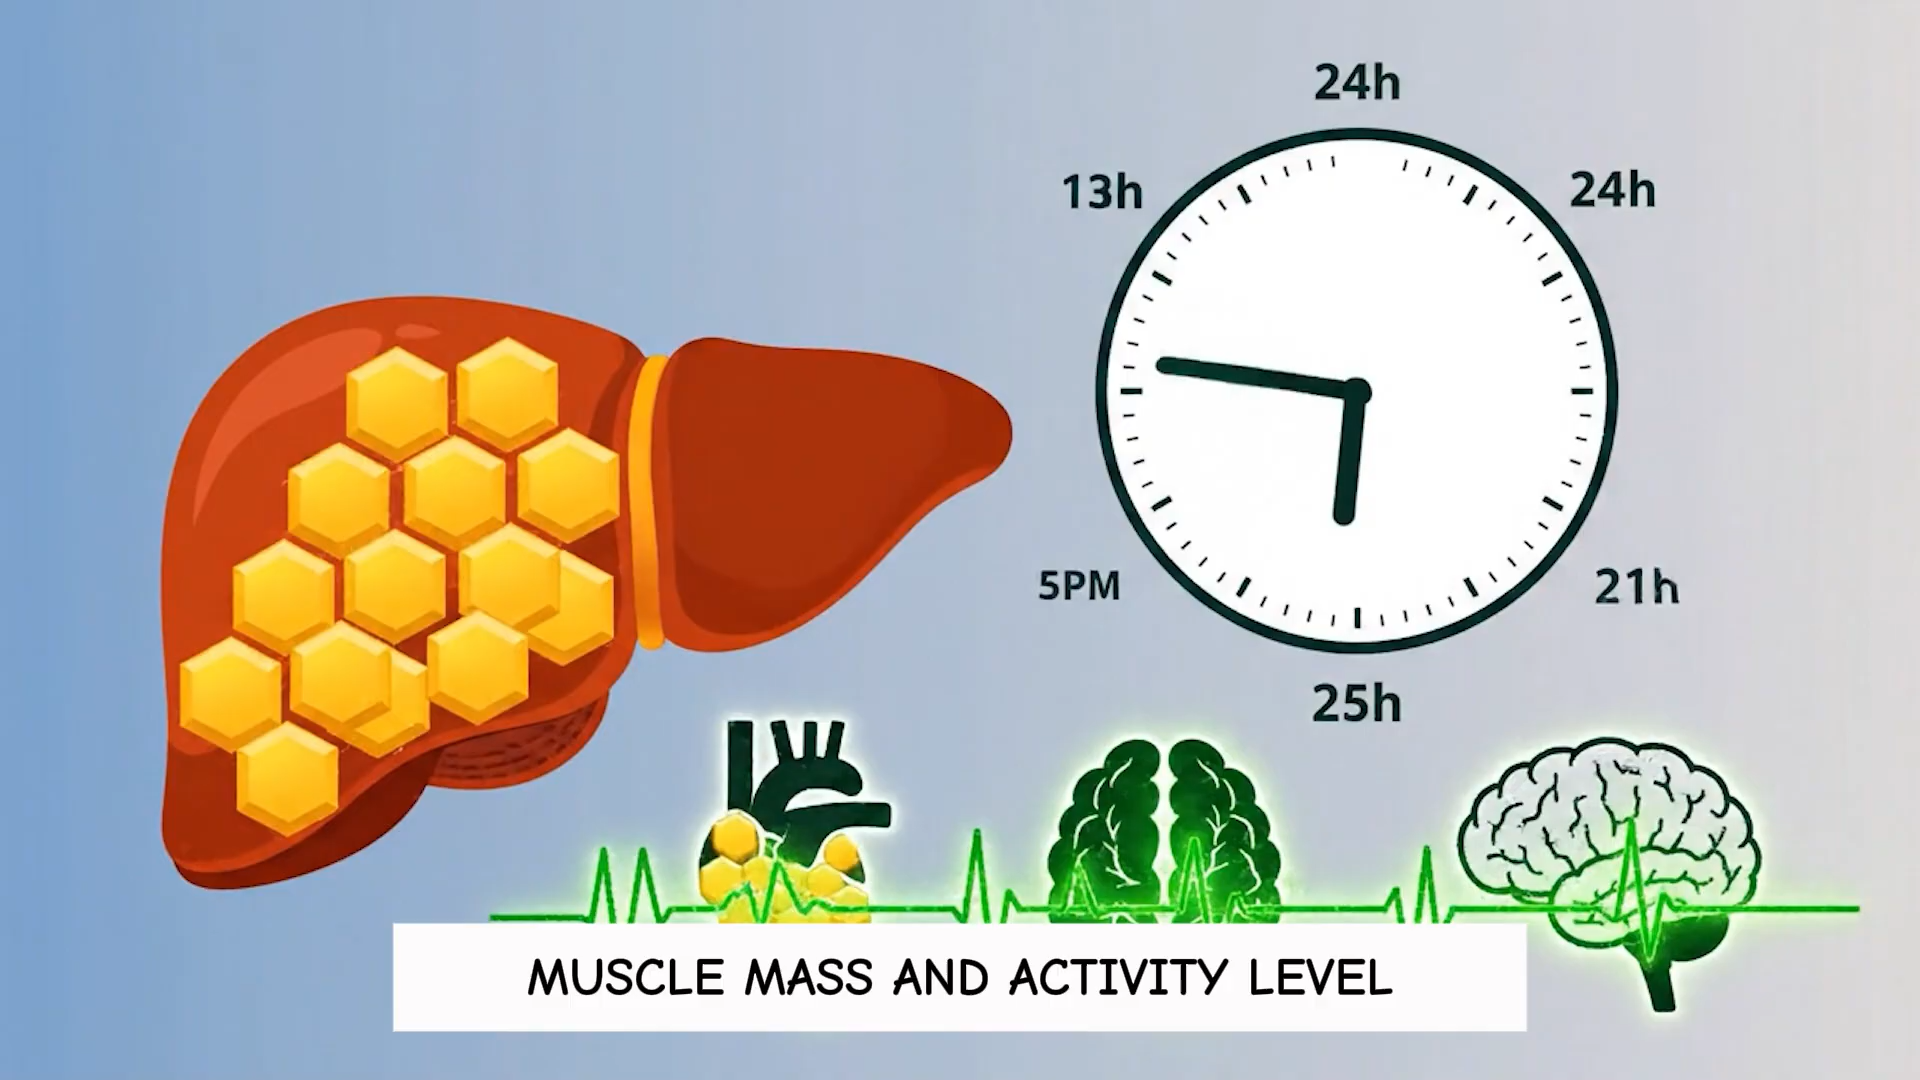 24h
13h
24h
5PM
21h
25h
MUSCLE MASS AND ACTIVITY LEVEL